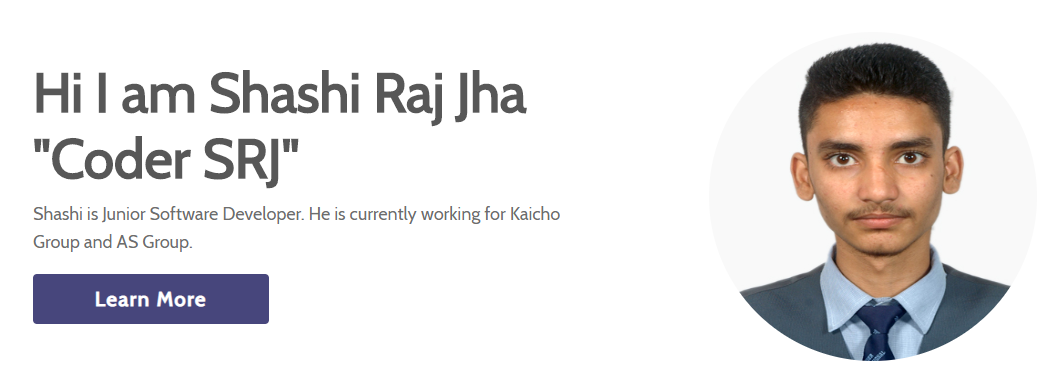 Hi I am Shashi Raj Jha
"Coder SRJ"
Shashi is Junior Software Developer. He is currently working for Kaicho
Group and AS Group.
Learn More